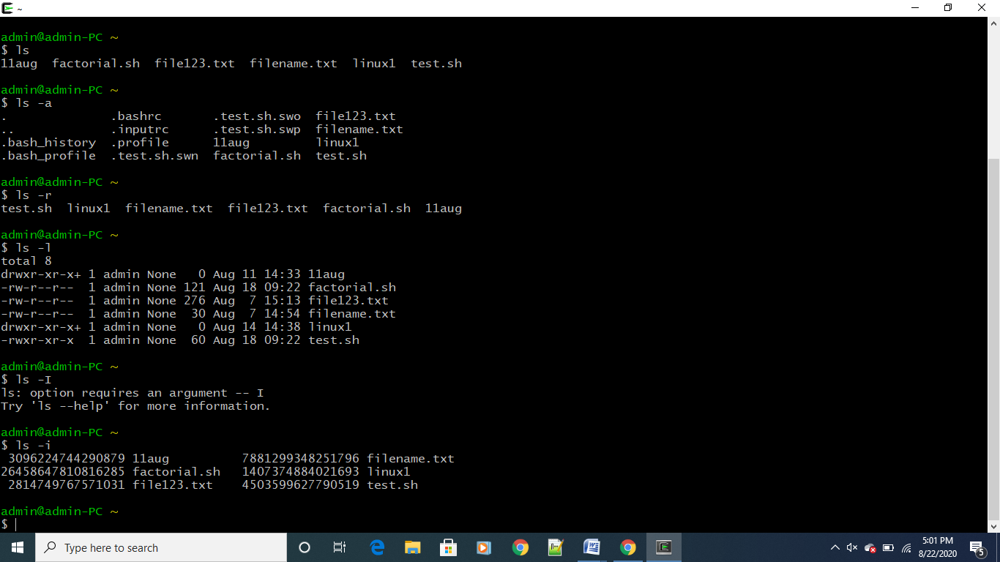 ~
admin@admin-PC ~
$ ls
11aug  factorial.sh  file123.txt  filename.txt  linux1  test.sh
admin@admin-PC ~
$ ls -a
.              .bashrc       .test.sh.swo  file123.txt
..             .inputrc      .test.sh.swp  filename.txt
.bash_history  .profile      11aug         linux1
.bash_profile  .test.sh.swn  factorial.sh  test.sh
admin@admin-PC ~
$ ls -r
test.sh  linux1  filename.txt  file123.txt  factorial.sh  11aug
admin@admin-PC ~
$ ls -l
total 8
drwxr-xr-x+ 1 admin None   0 Aug 11 14:33 11aug
-rw-r--r--  1 admin None 121 Aug 18 09:22 factorial.sh
-rw-r--r--  1 admin None 276 Aug  7 15:13 file123.txt
-rw-r--r--  1 admin None  30 Aug  7 14:54 filename.txt
drwxr-xr-x+ 1 admin None   0 Aug 14 14:38 linux1
-rwxr-xr-x  1 admin None  60 Aug 18 09:22 test.sh
admin@admin-PC ~
$ ls -I
ls: option requires an argument -- I
Try 'ls --help' for more information.
admin@admin-PC ~
$ ls -i
 3096224744290879 11aug          7881299348251796 filename.txt
26458647810816285 factorial.sh   1407374884021693 linux1
 2814749767571031 file123.txt    4503599627790519 test.sh
admin@admin-PC ~
$
Type here to search
5:01 PM
8/22/2020
5